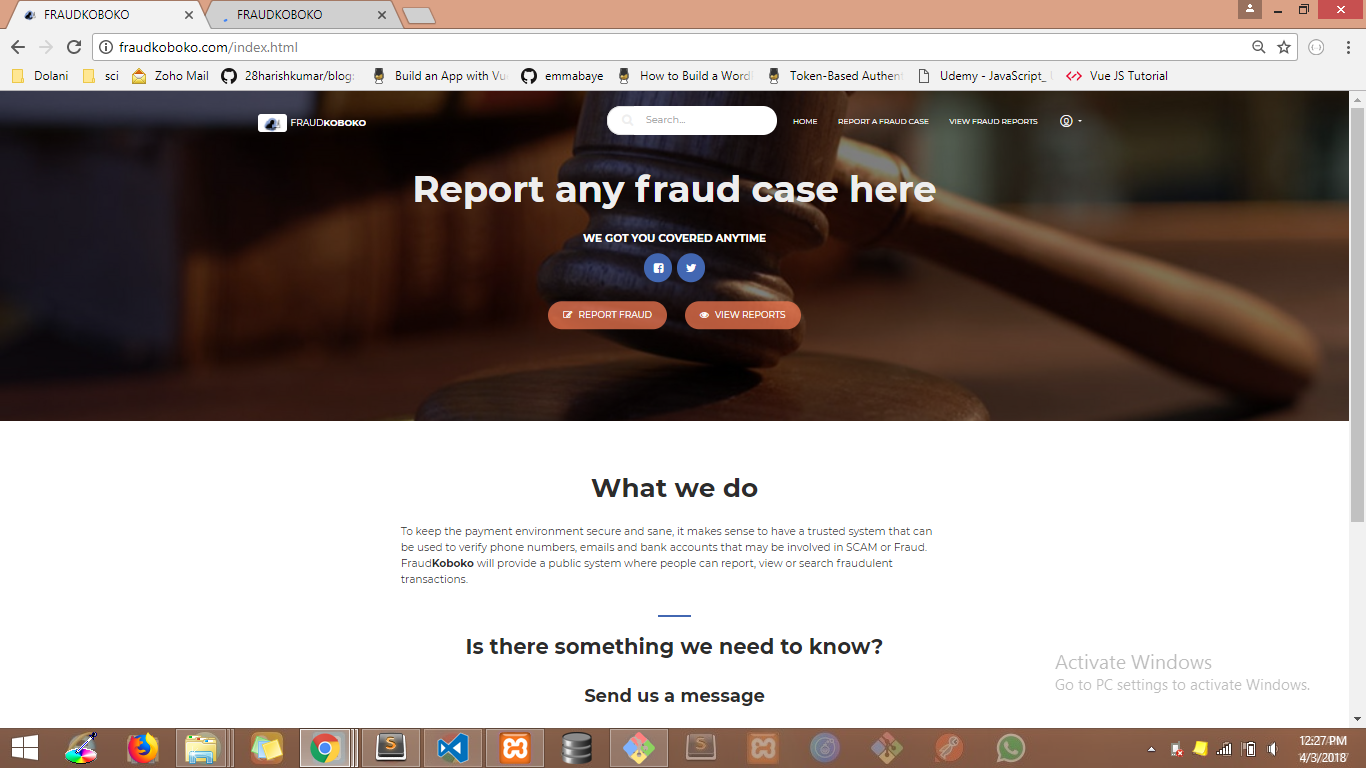 FRAUDKOBOKO
FRAUDKOBOKO
fraudkoboko.com/index.html
Dolani
sci
Zoho Mail
28harishkumar/blog:
Build an App with Vu
emmabaye
How to Build a Word
Token-Based Authen
Udemy - JavaScript_
Vue JS Tutorial
FRAUDKOBOKO
Search...
HOME
REPORT A FRAUD CASE
VIEW FRAUD REPORTS
Report any fraud case here
WE GOT YOU COVERED ANYTIME
REPORT FRAUD
VIEW REPORTS
What we do
To keep the payment environment secure and sane, it makes sense to have a trusted system that can
be used to verify phone numbers, emails and bank accounts that may be involved in SCAM or Fraud.
FraudKoboko will provide a public system where people can report, view or search fraudulent
transactions.
Is there something we need to know?
Send us a message
Activate Windows
Go to PC settings to activate Windows.
12:27 PM
4/3/2018